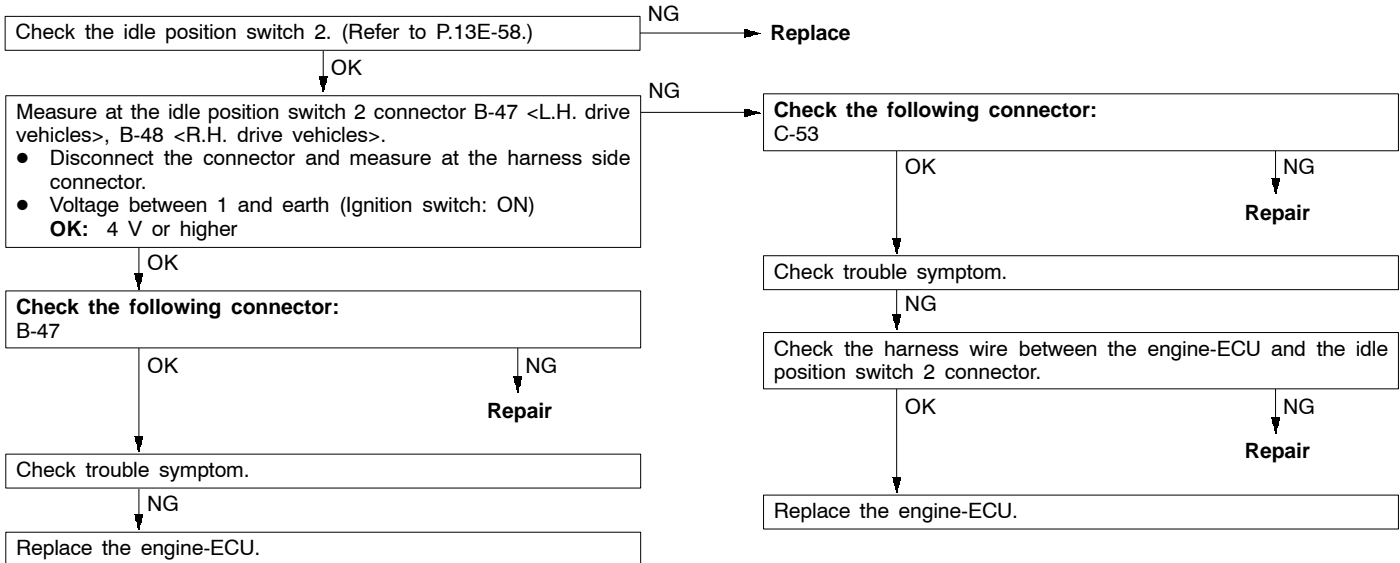 Check the idle position switch 2. (Refer to P.13E-58.)
NG
Replace
OK
Measure at the idle position switch 2 connector B-47 <L.H. drive
vehicles>, B-48 <R.H. drive vehicles>.
● Disconnect the connector and measure at the harness side
connector.
● Voltage between 1 and earth (Ignition switch: ON)
OK: 4 V or higher
NG
OK
Check the following connector:
B-47
OK
NG
Repair
Check trouble symptom.
NG
Replace the engine-ECU.
Check the following connector:
C-53
OK
NG
Repair
Check trouble symptom.
NG
Check the harness wire between the engine-ECU and the idle
position switch 2 connector.
OK
NG
Repair
Replace the engine-ECU.